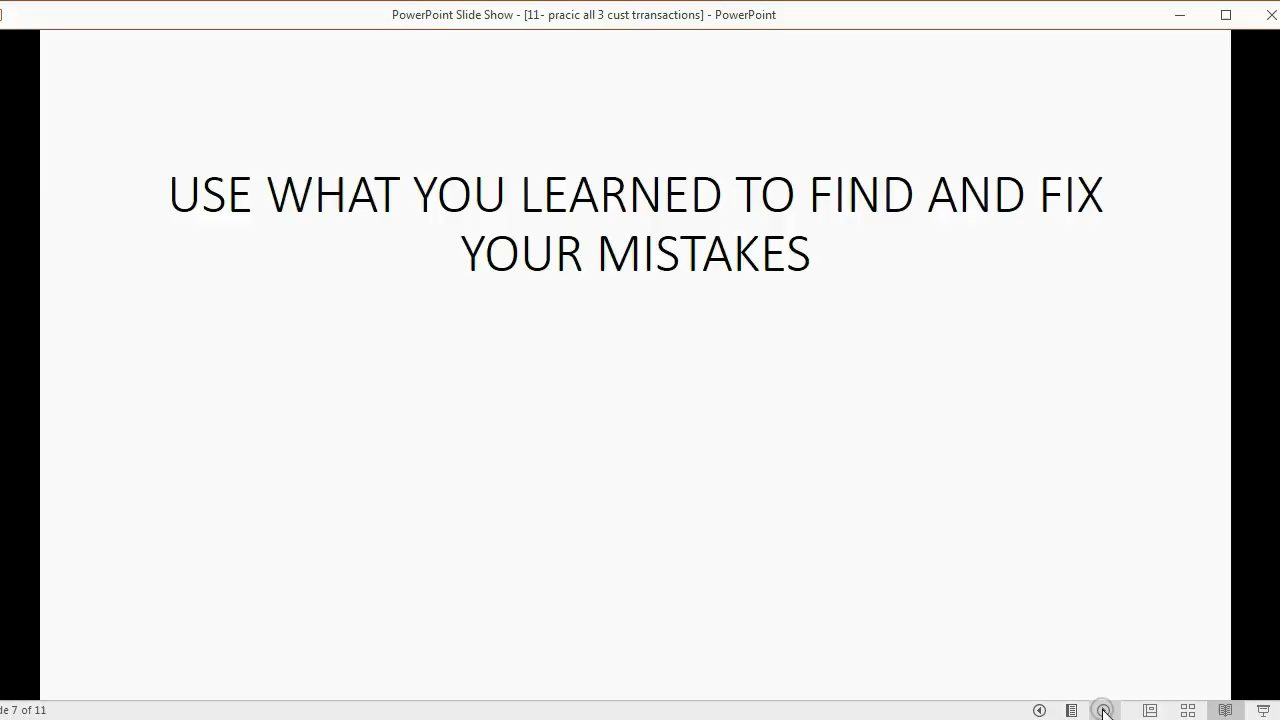 PowerPoint Slide Show - [11- pracic all 3 cust trransactions] - PowerPoint
USE WHAT YOU LEARNED TO FIND AND FIX
YOUR MISTAKES
de 7 of 11